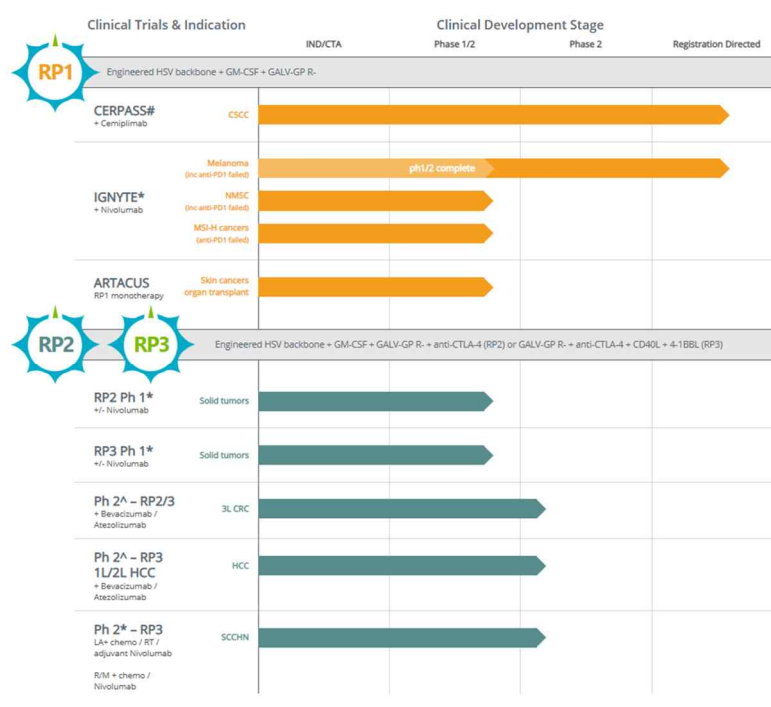 Clinical Trials & Indication
Clinical Development Stage
IND/CTA
Phase 1/2
Phase 2
Registration Directed
RP1
Engineered HSV backbone + GM-CSF + GALV-GP R-
CERPASS#
+ Cemiplimab
CSCC
IGNYTE*
+ Nivolumab
Melanoma
(inc anti-PD1 failed)
ph1/2 complete
NMSC
(inc anti-PD1 failed)
MSI-H cancers
(anti-PD1 failed)
ARTACUS
RP1 monotherapy
Skin cancers
organ transplant
RP2
RP3
Engineered HSV backbone + GM-CSF + GALV-GP R- + anti-CTLA-4 (RP2) or GALV-GP R- + anti-CTLA-4 + CD40L + 4-1BBL (RP3)
RP2 Ph 1*
+/- Nivolumab
Solid tumors
RP3 Ph 1*
+/- Nivolumab
Solid tumors
Ph 2^ – RP2/3
+ Bevacizumab /
Atezolizumab
3L CRC
Ph 2^ – RP3
1L/2L HCC
+ Bevacizumab /
Atezolizumab
HCC
Ph 2* – RP3
LA+ chemo / RT /
adjuvant Nivolumab
R/M + chemo /
Nivolumab
SCCHN